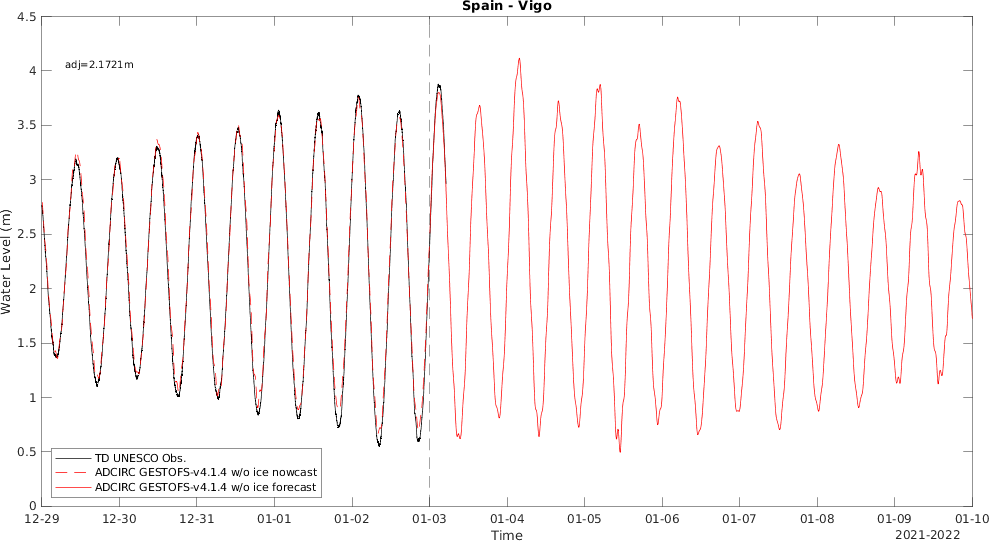 Spain - Vigo
4.5
4
3.5
3
2.5
2
1.5
1
0.5
0
Water Level (m)
adj=2.1721m
TD UNESCO Obs.
ADCIRC GESTOFS-v4.1.4 w/o ice nowcast
ADCIRC GESTOFS-v4.1.4 w/o ice forecast
12-29 12-30 12-31 01-01 01-02 01-03 01-04 01-05 01-06 01-07 01-08 01-09 01-10
Time
2021-2022